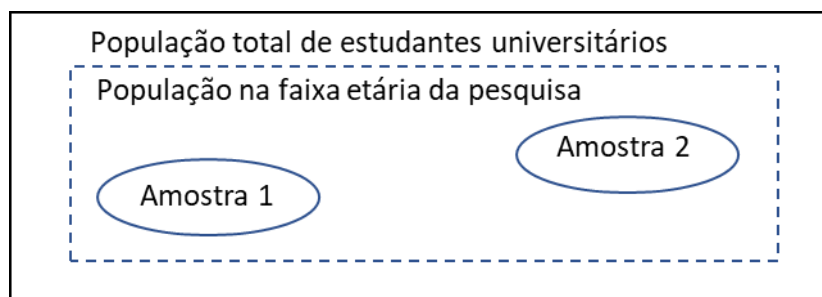 População total de estudantes universitários
População na faixa etária da pesquisa
Amostra 2
Amostra 1